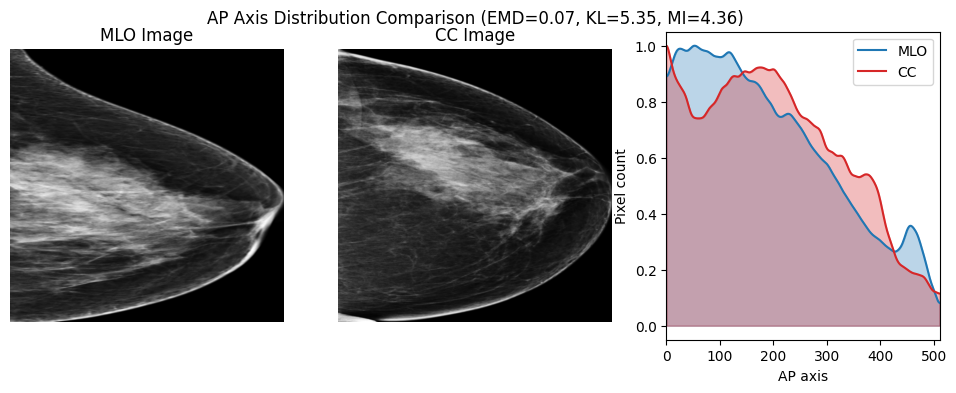 AP Axis Distribution Comparison (EMD=0.07, KL=5.35, MI=4.36)
MLO Image
CC Image
MLO
CC
Pixel count
1.0
0.8
0.6
0.4
0.2
0.0
0 100 200 300 400 500
AP axis